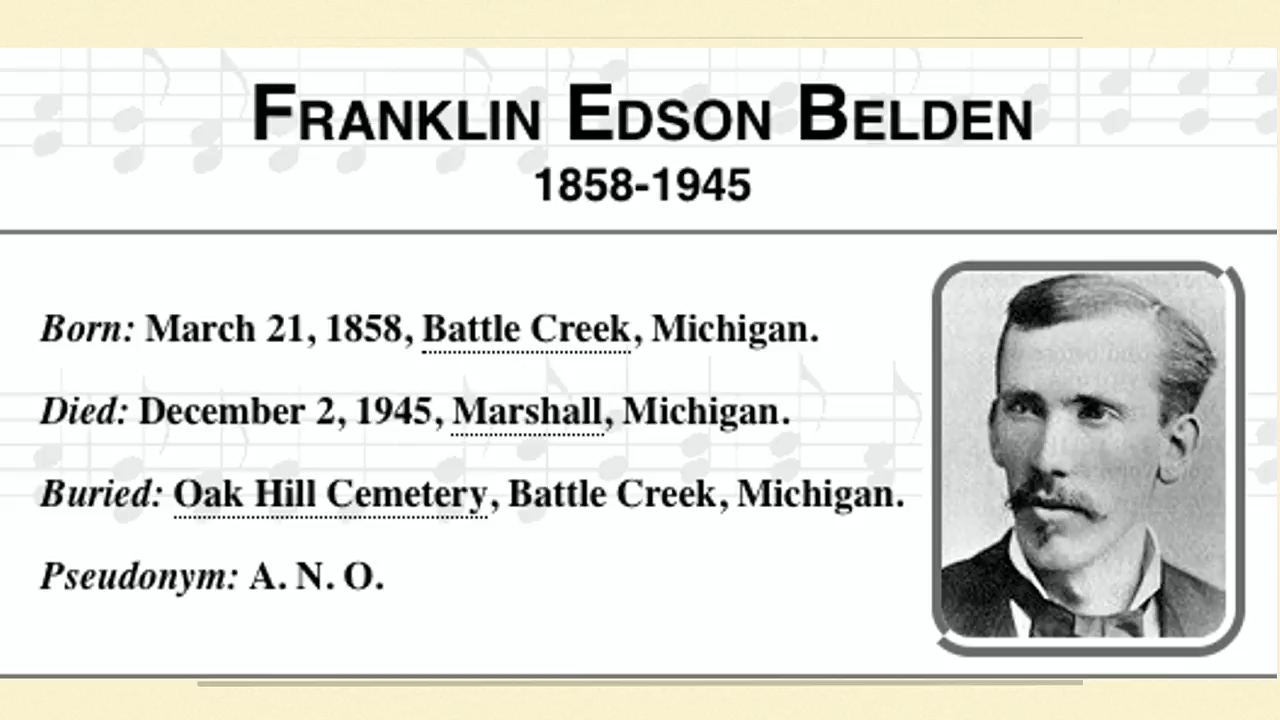 FRANKLIN EDSON BELDEN
1858-1945
Born: March 21, 1858, Battle Creek, Michigan.
Died: December 2, 1945, Marshall, Michigan.
Buried: Oak Hill Cemetery, Battle Creek, Michigan.
Pseudonym: A. N. O.